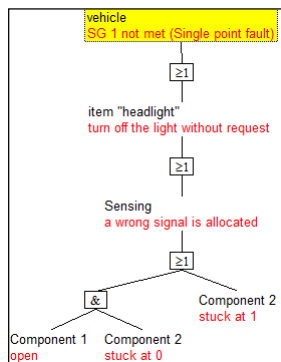 vehicle
SG 1 not met (Single point fault)
≥1
item "headlight"
turn off the light without request
≥1
Sensing
a wrong signal is allocated
≥1
&
Component 2
stuck at 1
Component 1
open
Component 2
stuck at 0